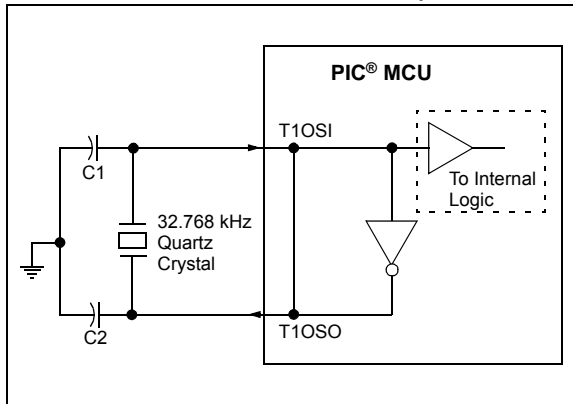 PIC® MCU
T1OSI
C1
To Internal
Logic
32.768 kHz
Quartz
Crystal
T1OSO
C2